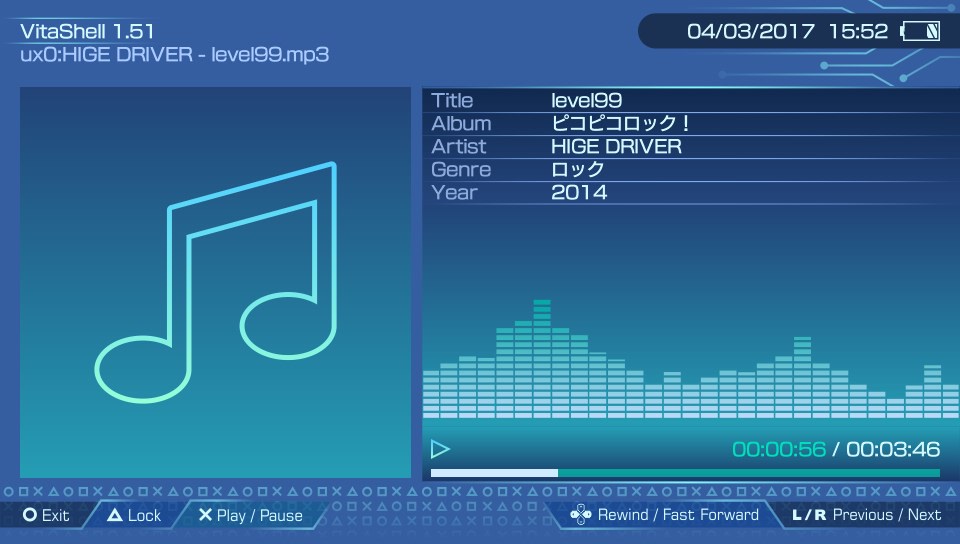 VitaShell 1.51
04/03/2017 15:52
ux0:HIGE DRIVER - level99.mp3
Title level99
Album ピコピコロック！
Artist HIGE DRIVER
Genre ロック
Year 2014
00:00:56 / 00:03:46
Exit
Lock
Play / Pause
Rewind / Fast Forward
L/R Previous / Next